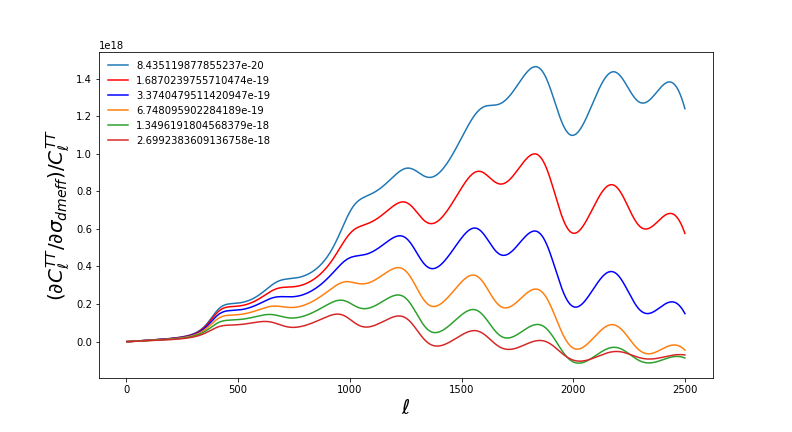 1e18
8.435119877855237e-20
1.6870239755710474e-19
3.3740479511420947e-19
6.748095902284189e-19
1.3496191804568379e-18
2.6992383609136758e-18
1.4
1.2
1.0
0.8
0.6
0.4
0.2
0.0
(∂C_ℓ^{TT}/∂σ_{dmeff})/C_ℓ^{TT}
0 500 1000 1500 2000 2500
ℓ